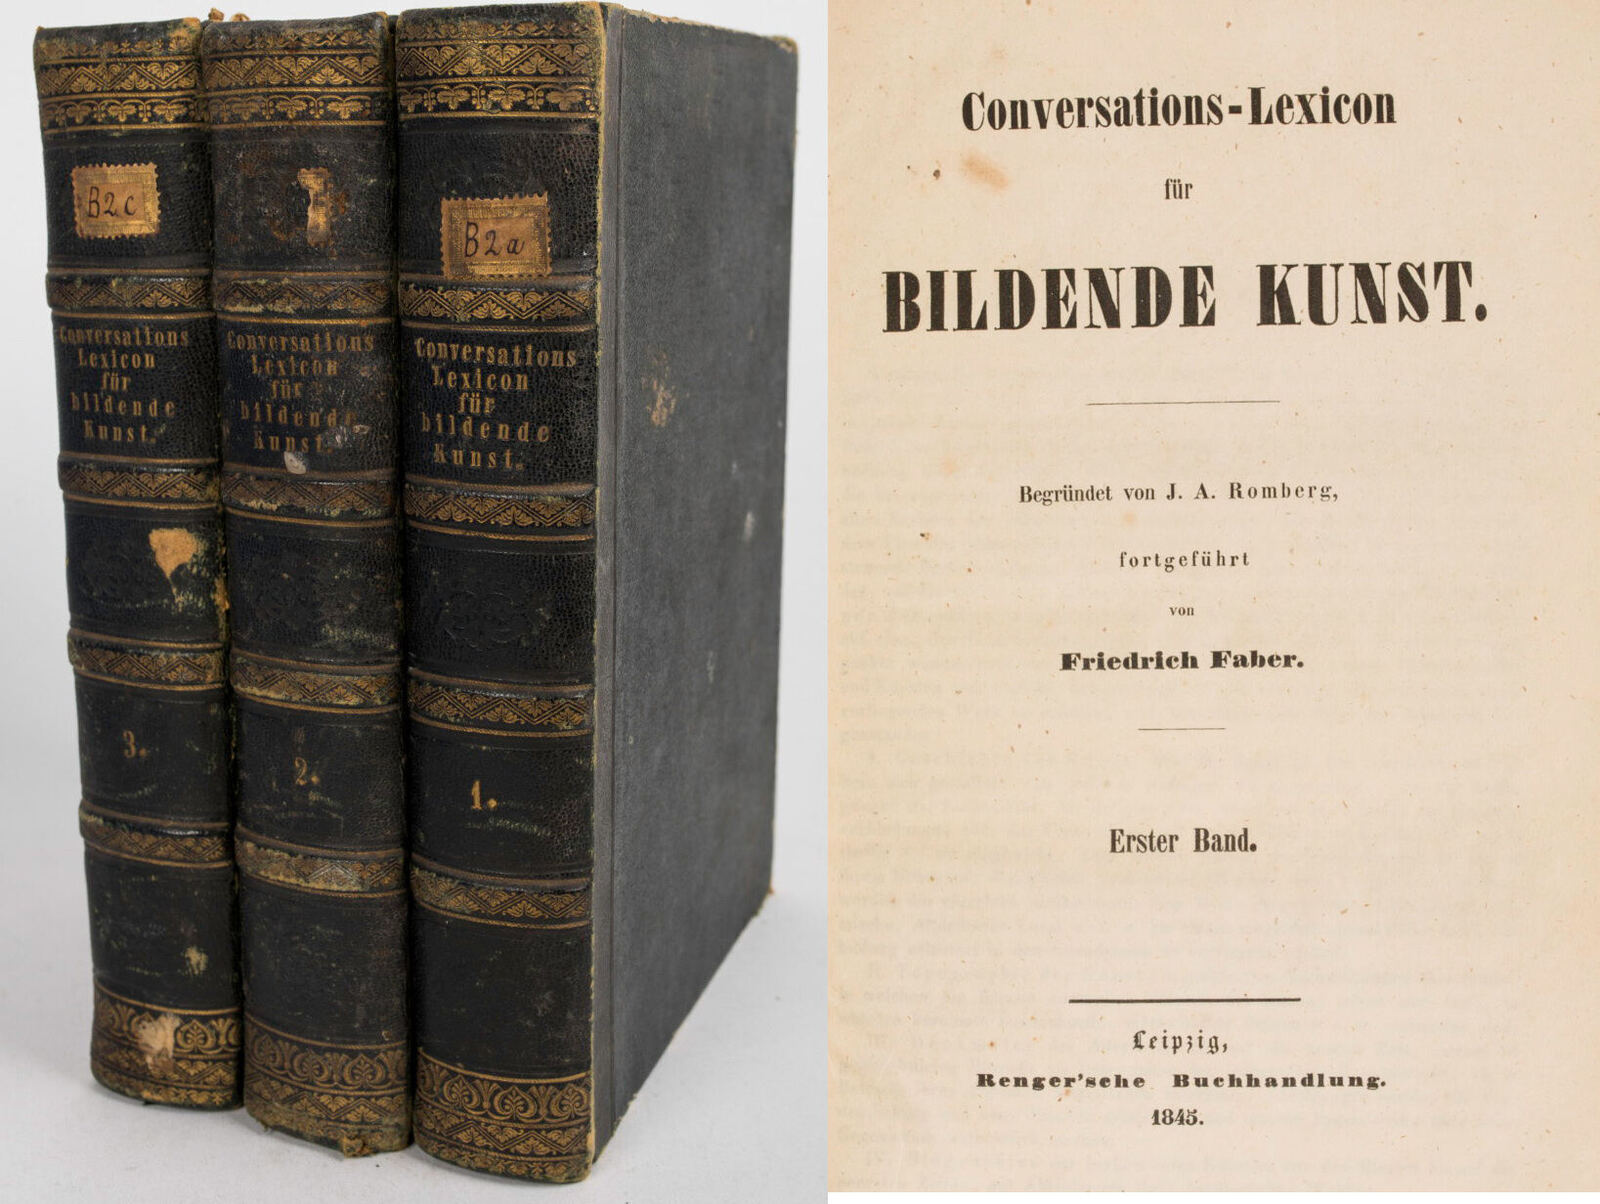 B2c
Conversations
Lexicon
für
bildende
Kunst.
3.
Conversations
Lexicon
für
bildende
Kunst.
2.
B2a
Conversations
Lexicon
für
bildende
Kunst.
1.
Conversations-Lexicon
für
BILDENDE KUNST.
Begründet von J. A. Romberg,
fortgeführt
von
Friedrich Faber.
Erster Band.
Leipzig,
Renger'sche Buchhandlung.
1845.